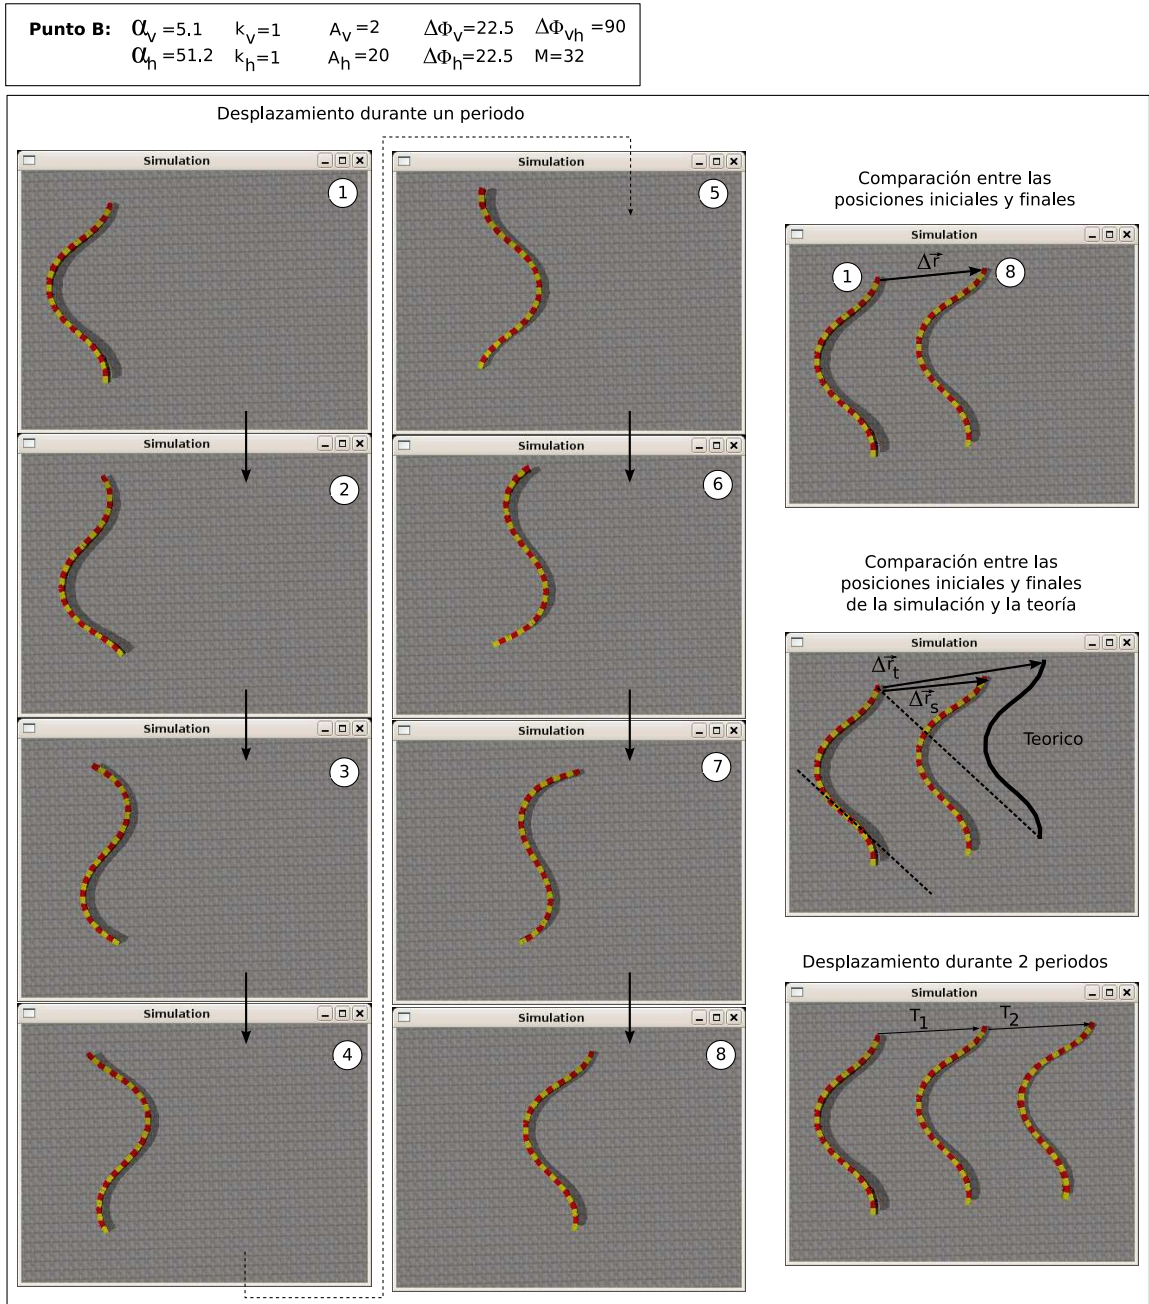 Punto B: αv =5.1 kv=1 Av=2 ΔΦv=22.5 ΔΦvh =90
αh =51.2 kh=1 Ah=20 ΔΦh=22.5 M=32
Desplazamiento durante un periodo
Simulation
1
Simulation
2
Simulation
3
Simulation
4
Simulation
5
Simulation
6
Simulation
7
Simulation
8
Comparación entre las
posiciones iniciales y finales
Simulation
Δr⃗
1
8
Comparación entre las
posiciones iniciales y finales
de la simulación y la teoría
Simulation
Δr⃗t
Δr⃗s
Teorico
Desplazamiento durante 2 periodos
Simulation
T1
T2